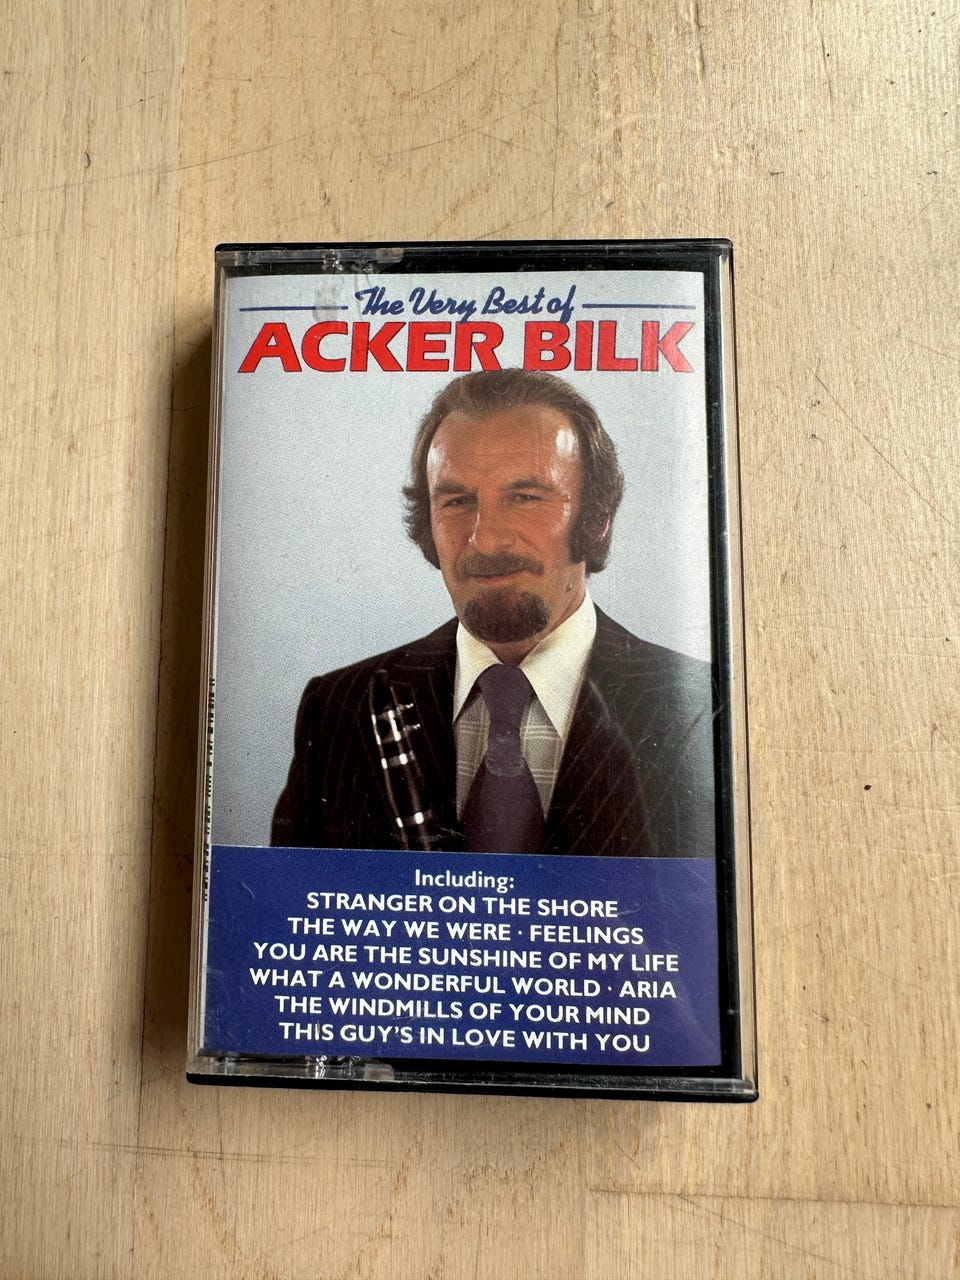 The Very Best of
ACKER BILK
Including:
STRANGER ON THE SHORE
THE WAY WE WERE · FEELINGS
YOU ARE THE SUNSHINE OF MY LIFE
WHAT A WONDERFUL WORLD · ARIA
THE WINDMILLS OF YOUR MIND
THIS GUY'S IN LOVE WITH YOU